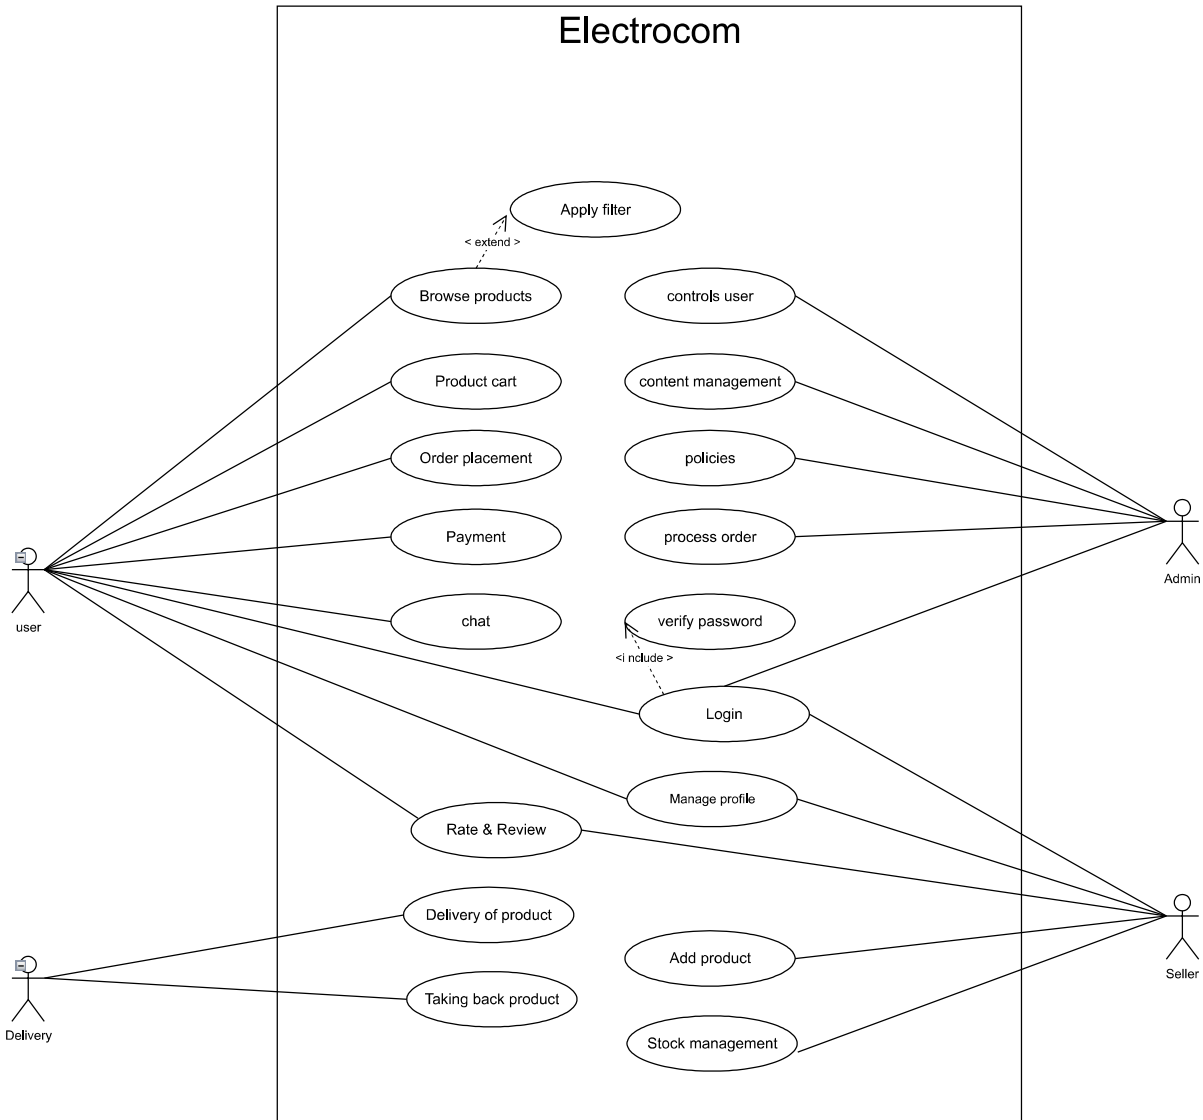 Electrocom
Apply filter
< extend >
Browse products
controls user
Product cart
content management
Order placement
policies
Payment
process order
Admin
user
chat
verify password
<i nclude >
Login
Manage profile
Rate & Review
Delivery of product
Add product
Seller
Taking back product
Delivery
Stock management